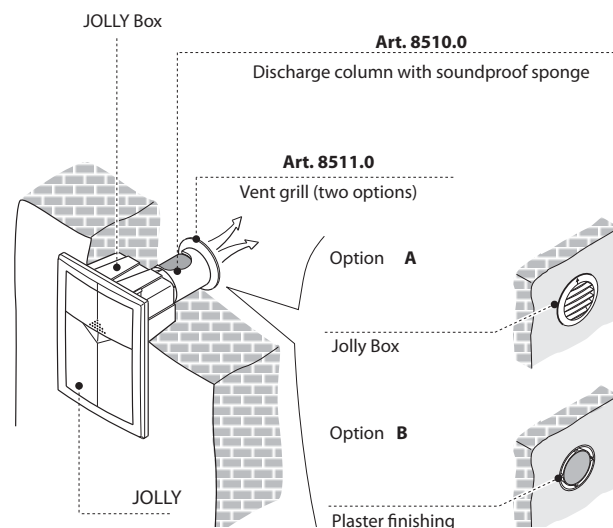 JOLLY Box
Art. 8510.0
Discharge column with soundproof sponge
Art. 8511.0
Vent grill (two options)
Option A
Jolly Box
Option B
JOLLY
Plaster finishing